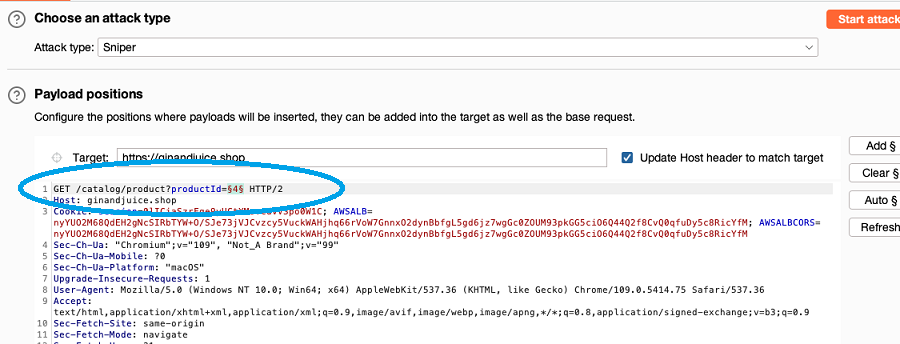 Choose an attack type
Start attack
Attack type: Sniper
Payload positions
Configure the positions where payloads will be inserted, they can be added into the target as well as the base request.
Target: https://ginandjuice.shop
Update Host header to match target
Add §
Clear §
Auto §
Refresh
1 GET /catalog/product?productId=§4§ HTTP/2
2 Host: ginandjuice.shop
3 Cookie: AWSALB=
nyYUO2M68QdEH2gNcSIRbTYW+O/SJe73jVJCvzcy5VuckWAHjhq66rVoW7GnnxO2dynBbfgL5gd6jz7wgGc0ZOUM93pkGG5ciO6Q44Q2f8CvQ0qfuDy5c8RicYfM; AWSALBCORS=
nyYUO2M68QdEH2gNcSIRbTYW+O/SJe73jVJCvzcy5VuckWAHjhq66rVoW7GnnxO2dynBbfgL5gd6jz7wgGc0ZOUM93pkGG5ciO6Q44Q2f8CvQ0qfuDy5c8RicYfM
4 Sec-Ch-Ua: "Chromium";v="109", "Not_A Brand";v="99"
5 Sec-Ch-Ua-Mobile: ?0
6 Sec-Ch-Ua-Platform: "macOS"
7 Upgrade-Insecure-Requests: 1
8 User-Agent: Mozilla/5.0 (Windows NT 10.0; Win64; x64) AppleWebKit/537.36 (KHTML, like Gecko) Chrome/109.0.5414.75 Safari/537.36
9 Accept:
text/html,application/xhtml+xml,application/xml;q=0.9,image/avif,image/webp,image/apng,*/*;q=0.8,application/signed-exchange;v=b3;q=0.9
10 Sec-Fetch-Site: same-origin
11 Sec-Fetch-Mode: navigate